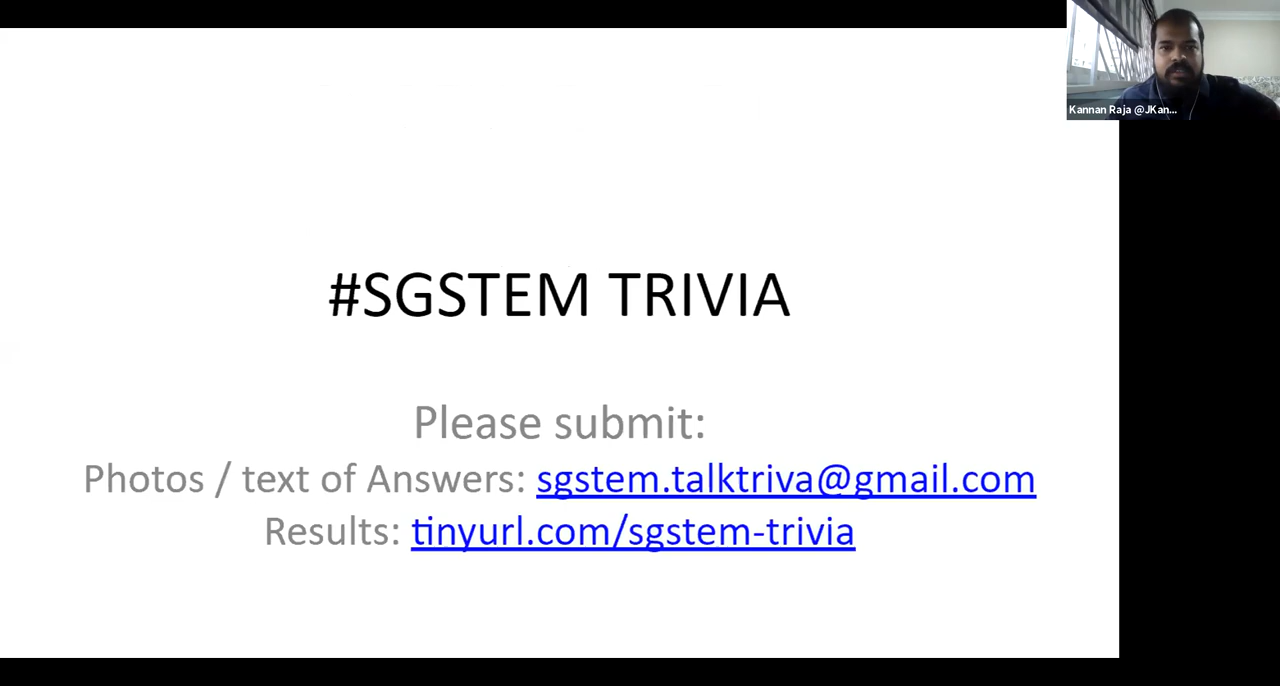 Kannan Raja @JKan...
#SGSTEM TRIVIA
Please submit:
Photos / text of Answers: sgstem.talktriva@gmail.com
Results: tinyurl.com/sgstem-trivia